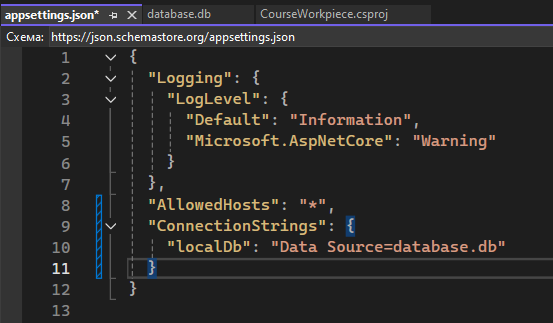 appsettings.json* database.db CourseWorkpiece.csproj
Схема: https://json.schemastore.org/appsettings.json
1 {
2 "Logging": {
3 "LogLevel": {
4 "Default": "Information",
5 "Microsoft.AspNetCore": "Warning"
6 }
7 },
8 "AllowedHosts": "*",
9 "ConnectionStrings": {
10 "localDb": "Data Source=database.db"
11 }
12 }
13